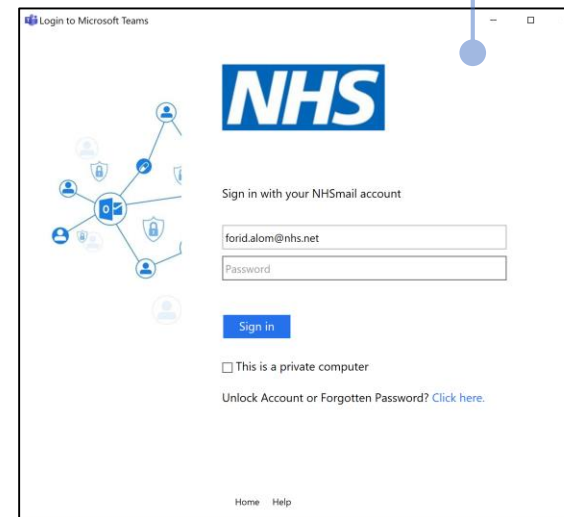 Login to Microsoft Teams
NHS
Sign in with your NHSmail account
forid.alom@nhs.net
Password
Sign in
This is a private computer
Unlock Account or Forgotten Password? Click here.
Home Help